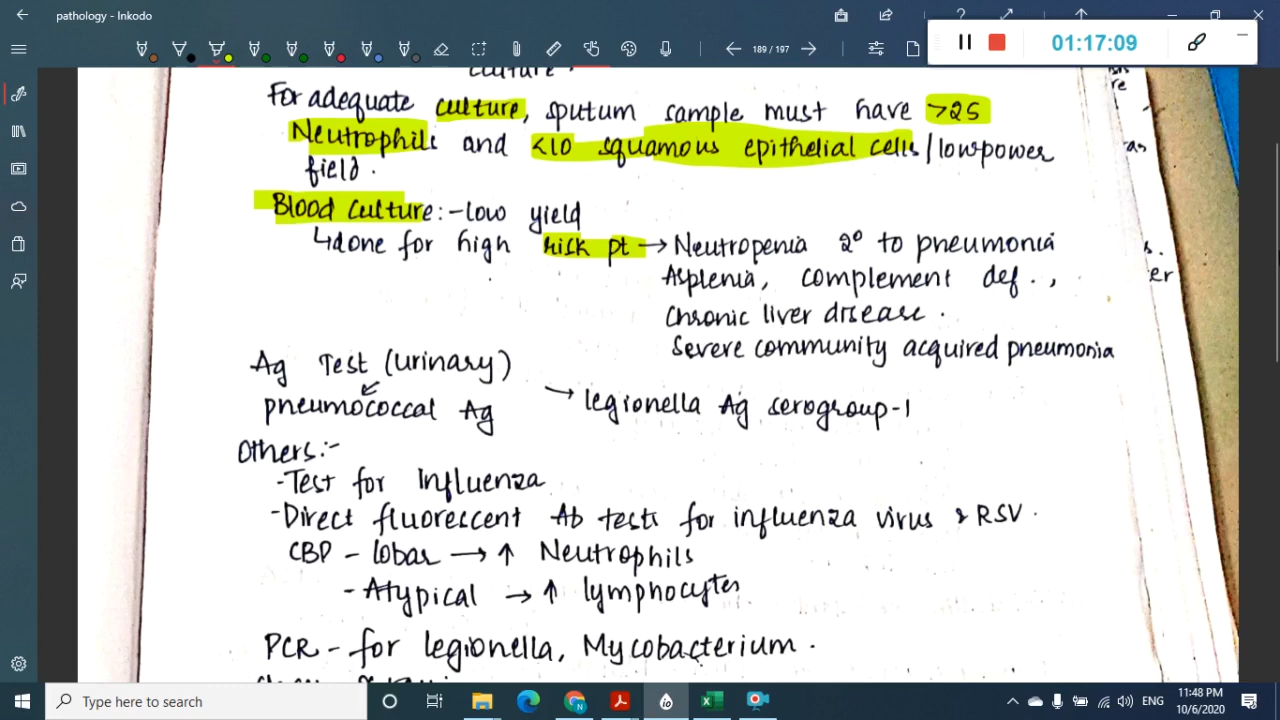 pathology - Inkodo
189 / 197
01:17:09
culture.
For adequate culture, sputum sample must have >25
Neutrophils and <10 squamous epithelial cells/lowpower
field.
Blood culture:- low yield
↳done for high risk pt → Neutropenia 2° to pneumonia
Asplenia, complement def.,
Chronic liver disease.
Severe community acquired pneumonia
Ag Test (urinary)
pneumococcal Ag → legionella Ag serogroup-1
Others:-
-Test for Influenza
-Direct fluorescent Ab tests for influenza virus & RSV.
CBP - lobar → ↑ Neutrophils
- Atypical → ↑ lymphocytes
PCR - for legionella, Mycobacterium.
re
as
s.
er
Type here to search
ENG
11:48 PM
10/6/2020